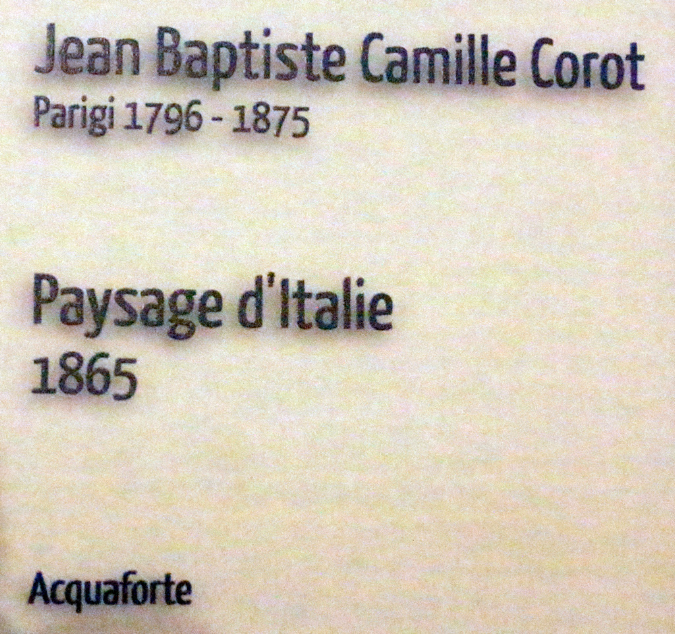 Jean Baptiste Camille Corot
Parigi 1796 - 1875
Paysage d'Italie
1865
Acquaforte